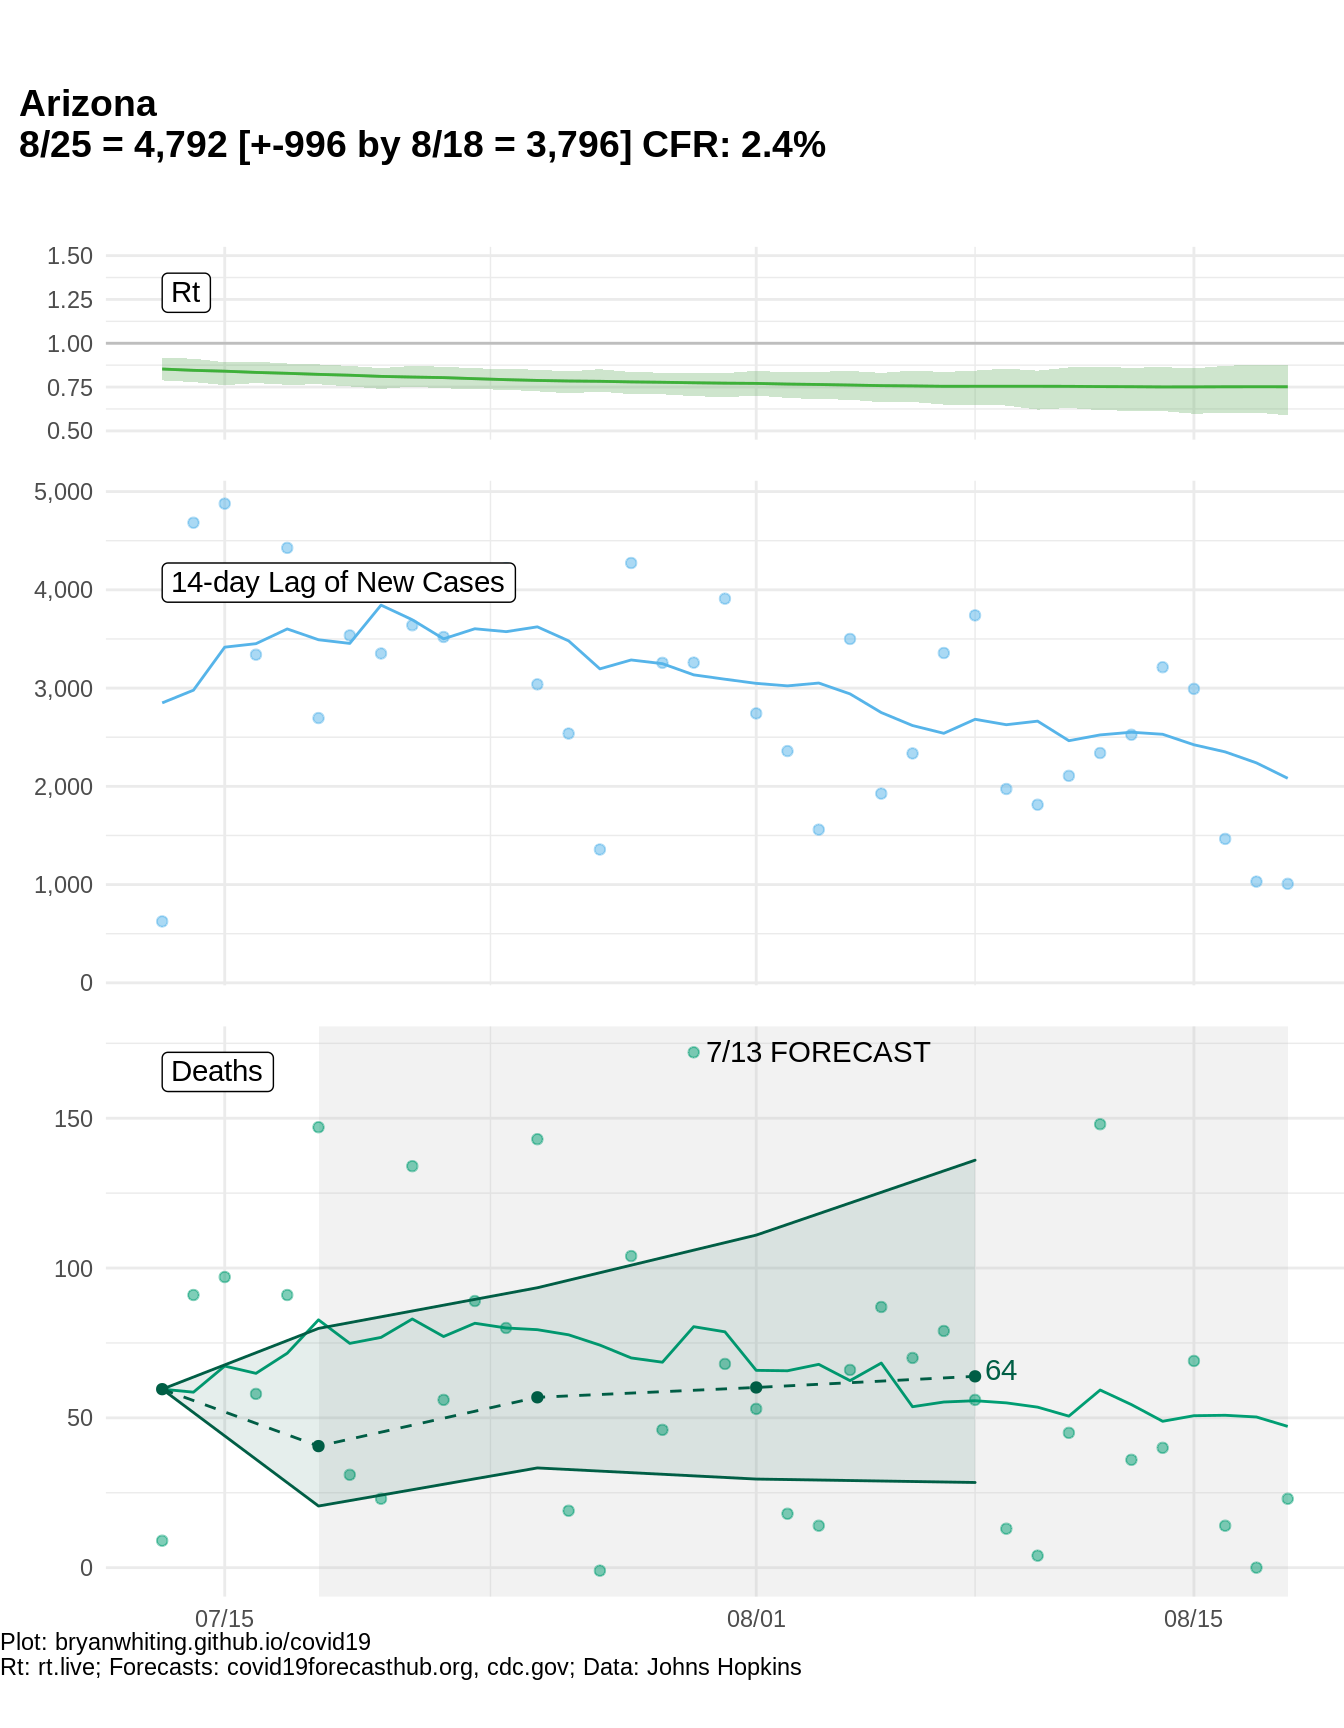 Arizona
8/25 = 4,792 [+-996 by 8/18 = 3,796] CFR: 2.4%
1.50
Rt
1.25
1.00
0.75
0.50
5,000
14-day Lag of New Cases
4,000
3,000
2,000
1,000
0
7/13 FORECAST
Deaths
150
100
64
50
0
07/15 08/01 08/15
Plot: bryanwhiting.github.io/covid19
Rt: rt.live; Forecasts: covid19forecasthub.org, cdc.gov; Data: Johns Hopkins